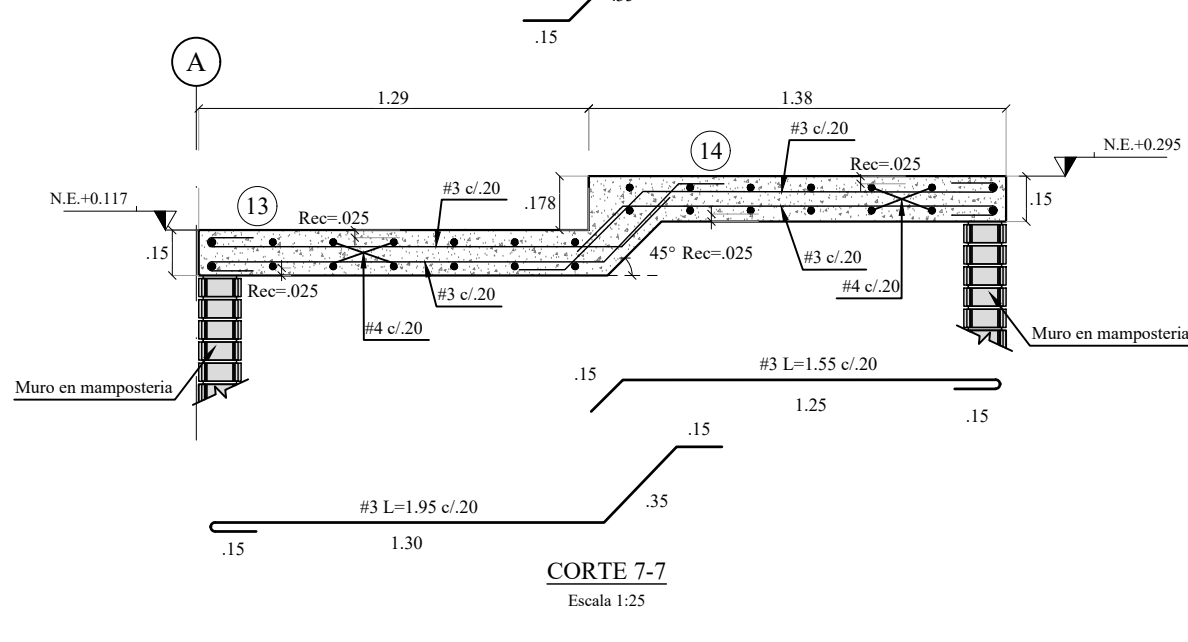 .15
A
1.29
1.38
#3 c/.20
14
N.E.+0.295
Rec=.025
N.E.+0.117
13
#3 c/.20
.178
.15
Rec=.025
.15
45° Rec=.025
#3 c/.20
Rec=.025
#3 c/.20
#4 c/.20
#4 c/.20
Muro en mamposteria
#3 L=1.55 c/.20
.15
Muro en mamposteria
1.25
.15
.15
#3 L=1.95 c/.20
.35
.15
1.30
CORTE 7-7
Escala 1:25